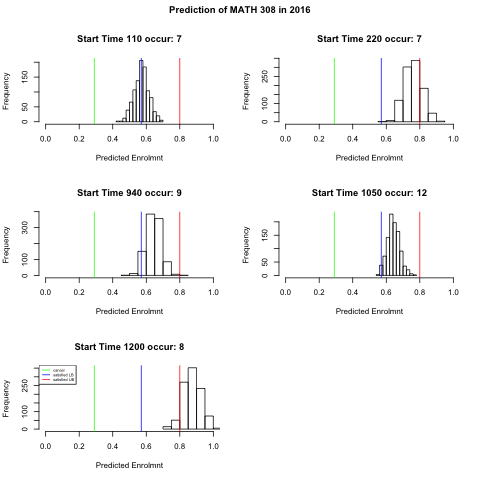 Prediction of MATH 308 in 2016
Start Time 110 occur: 7
Frequency
0 50 150
0.0 0.2 0.4 0.6 0.8 1.0
Predicted Enrolmnt
Start Time 220 occur: 7
Frequency
0 100 250
0.0 0.2 0.4 0.6 0.8 1.0
Predicted Enrolmnt
Start Time 940 occur: 9
Frequency
0 100 300
0.0 0.2 0.4 0.6 0.8 1.0
Predicted Enrolmnt
Start Time 1050 occur: 12
Frequency
0 50 150
0.0 0.2 0.4 0.6 0.8 1.0
Predicted Enrolmnt
Start Time 1200 occur: 8
Frequency
0 100 250
satisfied LB
satisfied UB
0.0 0.2 0.4 0.6 0.8 1.0
Predicted Enrolmnt